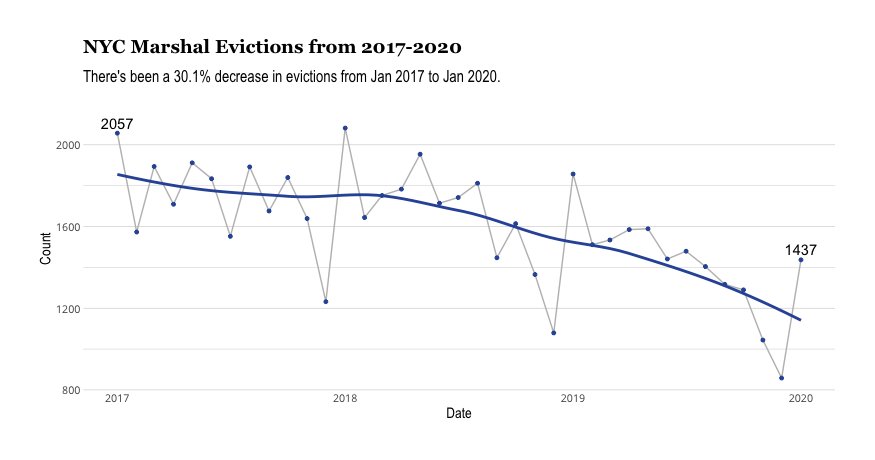 NYC Marshal Evictions from 2017-2020
There's been a 30.1% decrease in evictions from Jan 2017 to Jan 2020.
2057
2000
1600
1437
1200
800
Count
2017 2018 2019 2020
Date